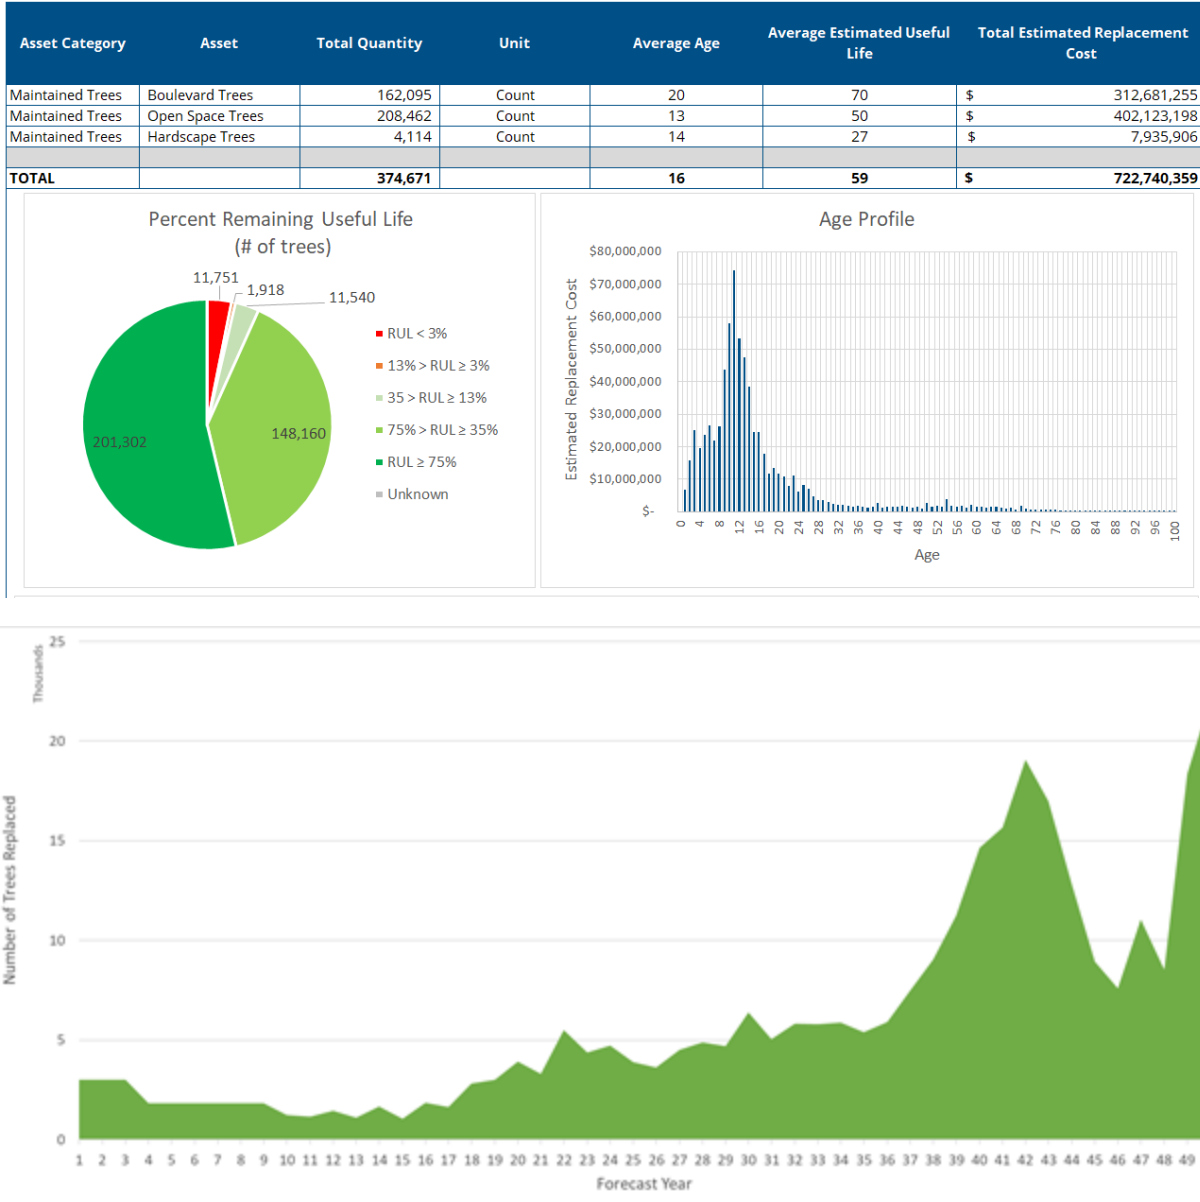 Asset Category Asset Total Quantity Unit Average Age Average Estimated Useful Life Total Estimated Replacement Cost
Maintained Trees Boulevard Trees 162,095 Count 20 70 $ 312,681,255
Maintained Trees Open Space Trees 208,462 Count 13 50 $ 402,123,198
Maintained Trees Hardscape Trees 4,114 Count 14 27 $ 7,935,906
TOTAL 374,671 16 59 $ 722,740,359
Percent Remaining Useful Life
(# of trees)
11,751
1,918
11,540
148,160
201,302
RUL < 3%
13% > RUL ≥ 3%
35 > RUL ≥ 13%
75% > RUL ≥ 35%
RUL ≥ 75%
Unknown
Age Profile
Estimated Replacement Cost
$80,000,000
$70,000,000
$60,000,000
$50,000,000
$40,000,000
$30,000,000
$20,000,000
$10,000,000
$-
0 4 8 12 16 20 24 28 32 36 40 44 48 52 56 60 64 68 72 76 80 84 88 92 96 100
Age
Thousands
Number of Trees Replaced
25
20
15
10
5
0
1 2 3 4 5 6 7 8 9 10 11 12 13 14 15 16 17 18 19 20 21 22 23 24 25 26 27 28 29 30 31 32 33 34 35 36 37 38 39 40 41 42 43 44 45 46 47 48 49
Forecast Year